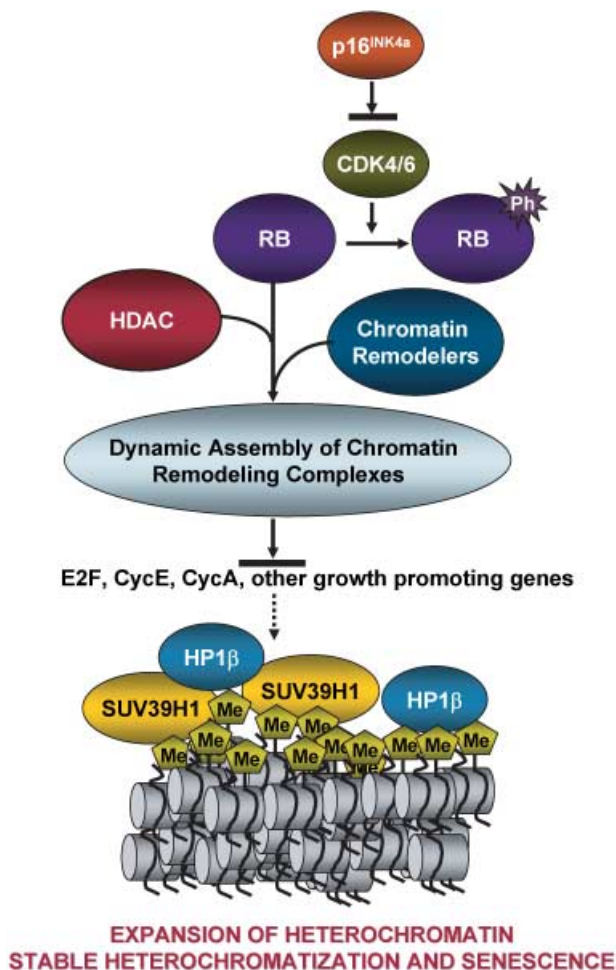 p16INK4a
CDK4/6
Ph
RB
RB
HDAC
Chromatin
Remodelers
Dynamic Assembly of Chromatin
Remodeling Complexes
E2F, CycE, CycA, other growth promoting genes
HP1β
SUV39H1
SUV39H1
HP1β
Me
Me
Me
Me
Me
Me
Me
Me
Me
Me
Me
Me
EXPANSION OF HETEROCHROMATIN
STABLE HETEROCHROMATIZATION AND SENESCENCE